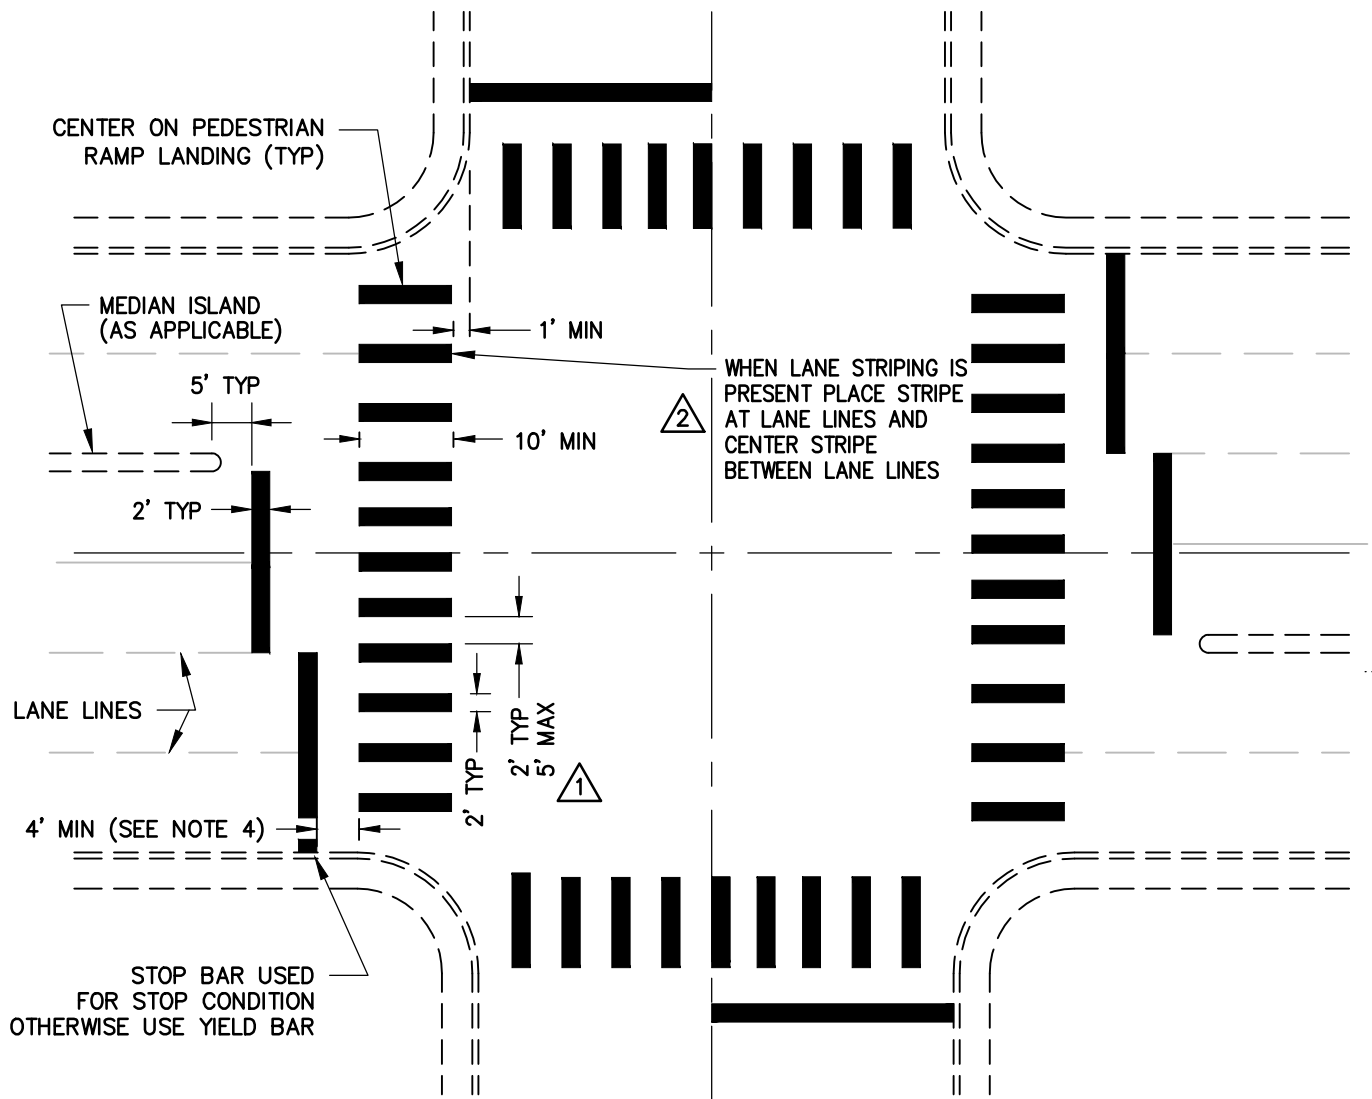 CENTER ON PEDESTRIAN
RAMP LANDING (TYP)
MEDIAN ISLAND
(AS APPLICABLE)
1' MIN
5' TYP
WHEN LANE STRIPING IS
PRESENT PLACE STRIPE
AT LANE LINES AND
CENTER STRIPE
BETWEEN LANE LINES
2
10' MIN
2' TYP
LANE LINES
2' TYP
5' MAX
2' TYP
1
4' MIN (SEE NOTE 4)
STOP BAR USED
FOR STOP CONDITION
OTHERWISE USE YIELD BAR